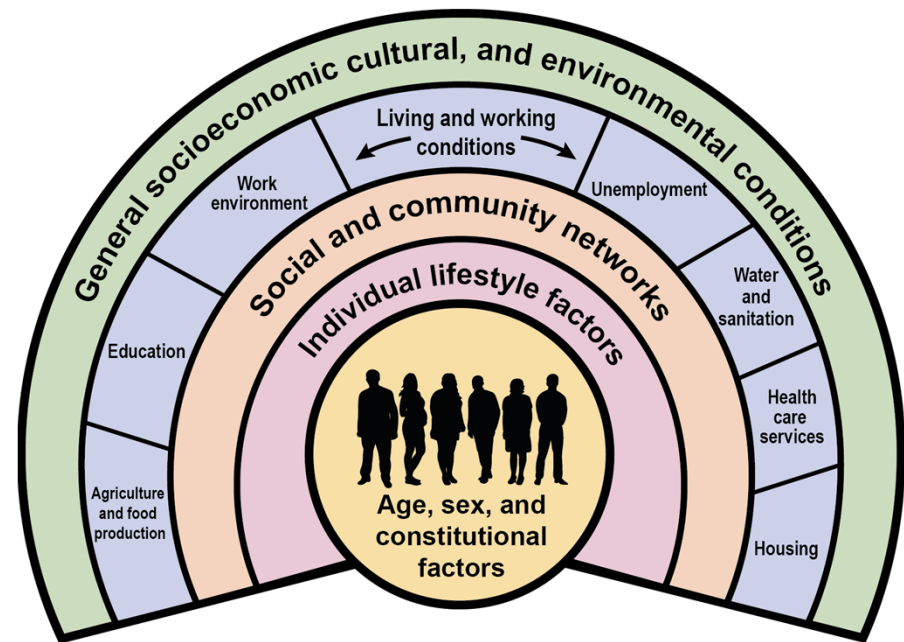 General socioeconomic cultural, and environmental conditions
Living and working
conditions
Work
environment
Unemployment
Education
Water
and
sanitation
Agriculture
and food
production
Health
care
services
Housing
Social and community networks
Individual lifestyle factors
Age, sex, and
constitutional
factors